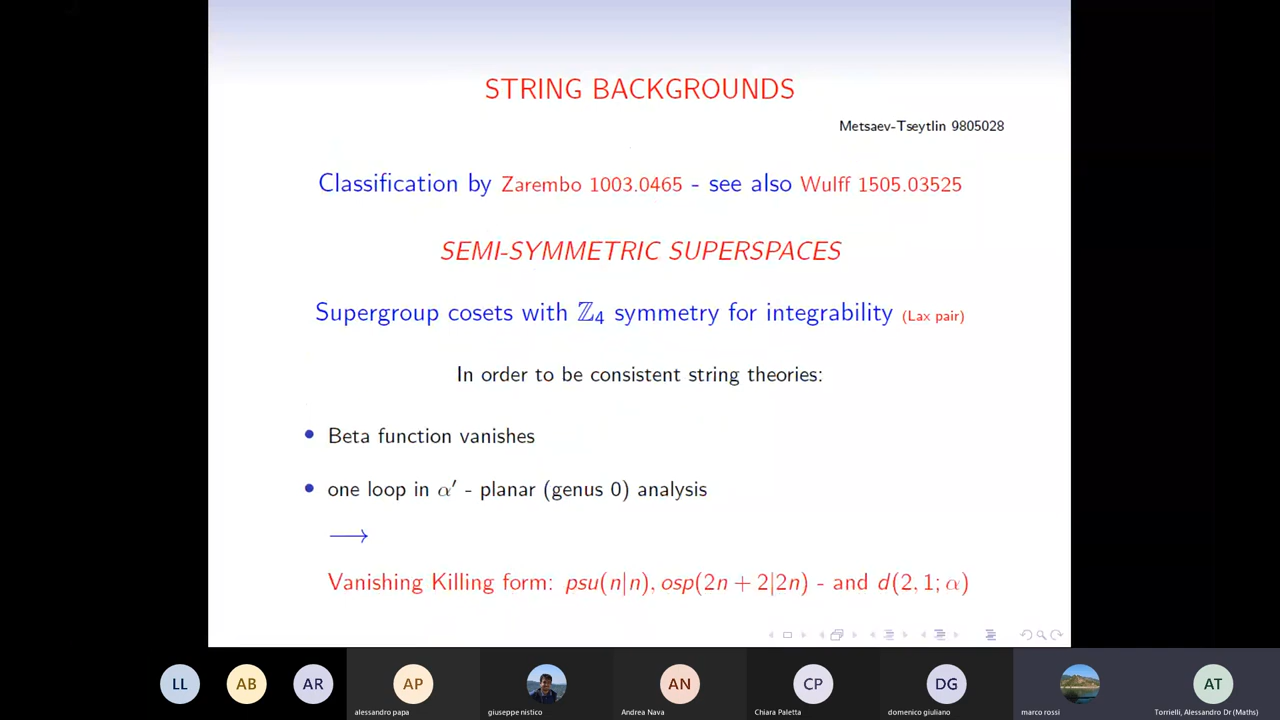 STRING BACKGROUNDS
Metsaev-Tseytlin 9805028
Classification by Zarembo 1003.0465 - see also Wulff 1505.03525
SEMI-SYMMETRIC SUPERSPACES
Supergroup cosets with ℤ₄ symmetry for integrability (Lax pair)
In order to be consistent string theories:
• Beta function vanishes
• one loop in α′ - planar (genus 0) analysis
⟶
Vanishing Killing form: psu(n|n), osp(2n + 2|2n) - and d(2, 1; α)
LL AB AR AP AN CP DG AT
alessandro papa giuseppe nistico Andrea Nava Chiara Paletta domenico giuliano marco rossi Torrielli, Alessandro Dr (Maths)